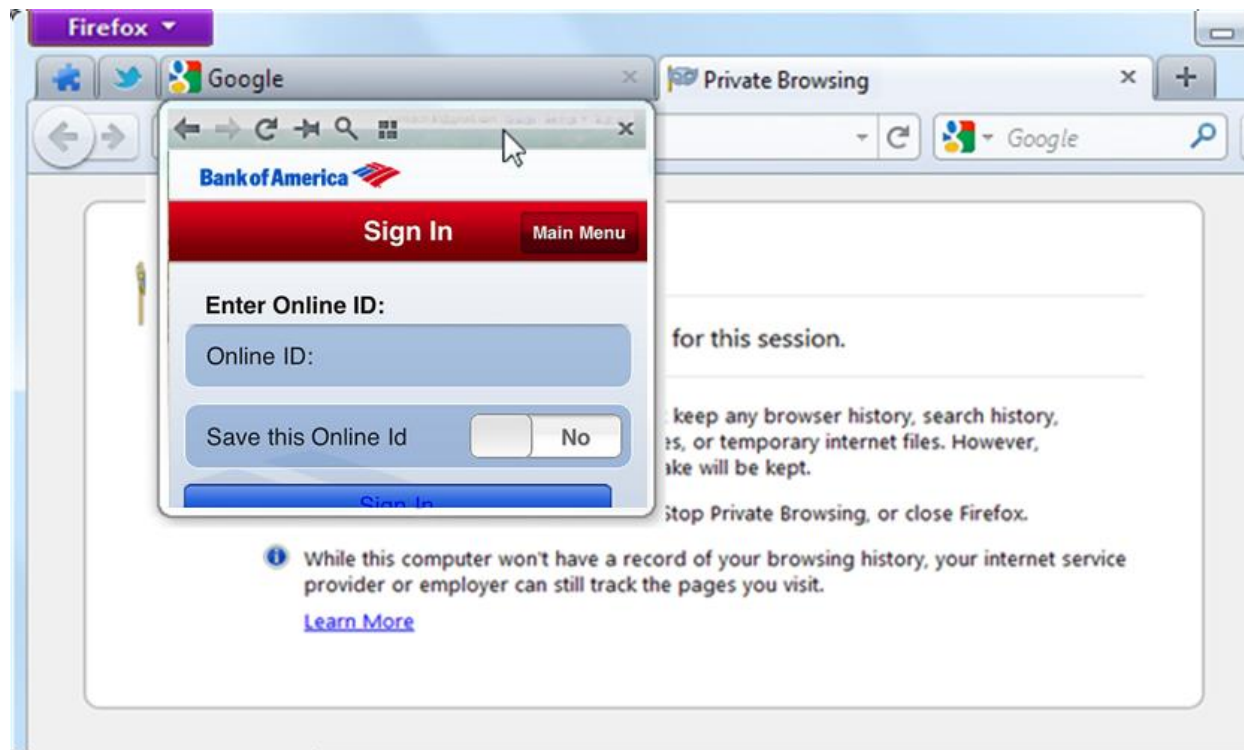 Firefox
Google
Private Browsing
Google
Bank of America
Sign In
Main Menu
Enter Online ID:
Online ID:
Save this Online Id
No
Sign In
for this session.
keep any browser history, search history,
or temporary internet files. However,
will be kept.
Stop Private Browsing, or close Firefox.
While this computer won't have a record of your browsing history, your internet service
provider or employer can still track the pages you visit.
Learn More